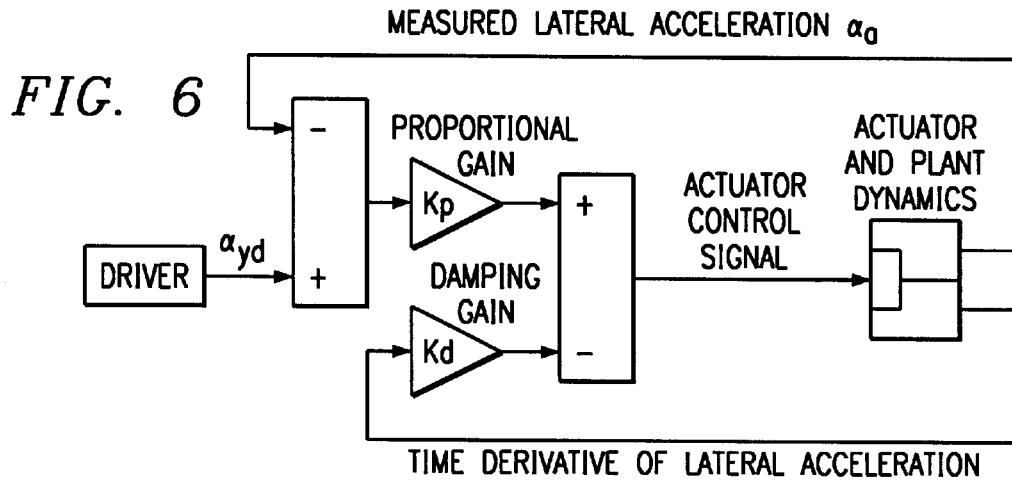 MEASURED LATERAL ACCELERATION αa
FIG. 6
-
PROPORTIONAL
GAIN
Kp
ACTUATOR
AND PLANT
DYNAMICS
+
ACTUATOR
CONTROL
SIGNAL
DRIVER
αyd
+
DAMPING
GAIN
Kd
-
TIME DERIVATIVE OF LATERAL ACCELERATION